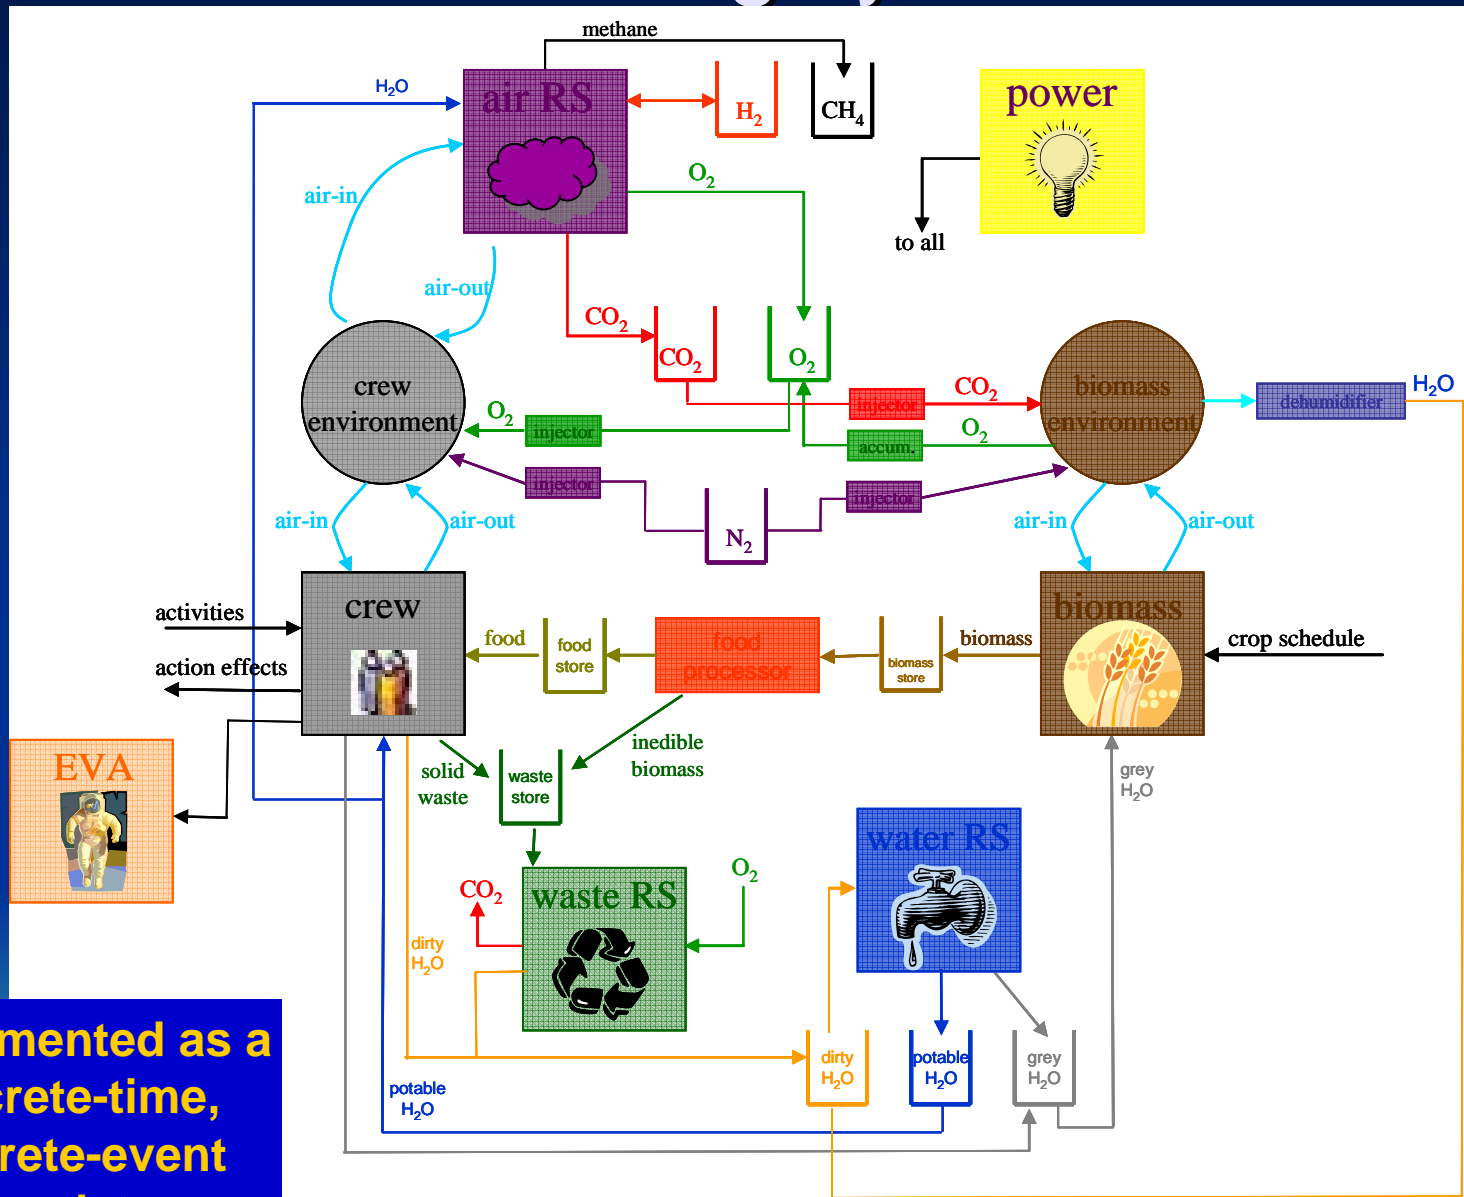 methane
H₂O
air RS
H₂
CH₄
power
air-in
O₂
to all
air-out
CO₂
CO₂
O₂
crew
environment
O₂
injector
injector
CO₂
biomass
environment
dehumidifier
H₂O
accum.
O₂
injector
injector
N₂
air-in
air-out
air-in
air-out
activities
action effects
crew
food
food
store
food
processor
biomass
store
biomass
biomass
crop schedule
EVA
solid
waste
waste
store
inedible
biomass
grey
H₂O
water RS
CO₂
waste RS
O₂
dirty
H₂O
dirty
H₂O
potable
H₂O
grey
H₂O
potable
H₂O
mented as a
crete-time,
rete-event